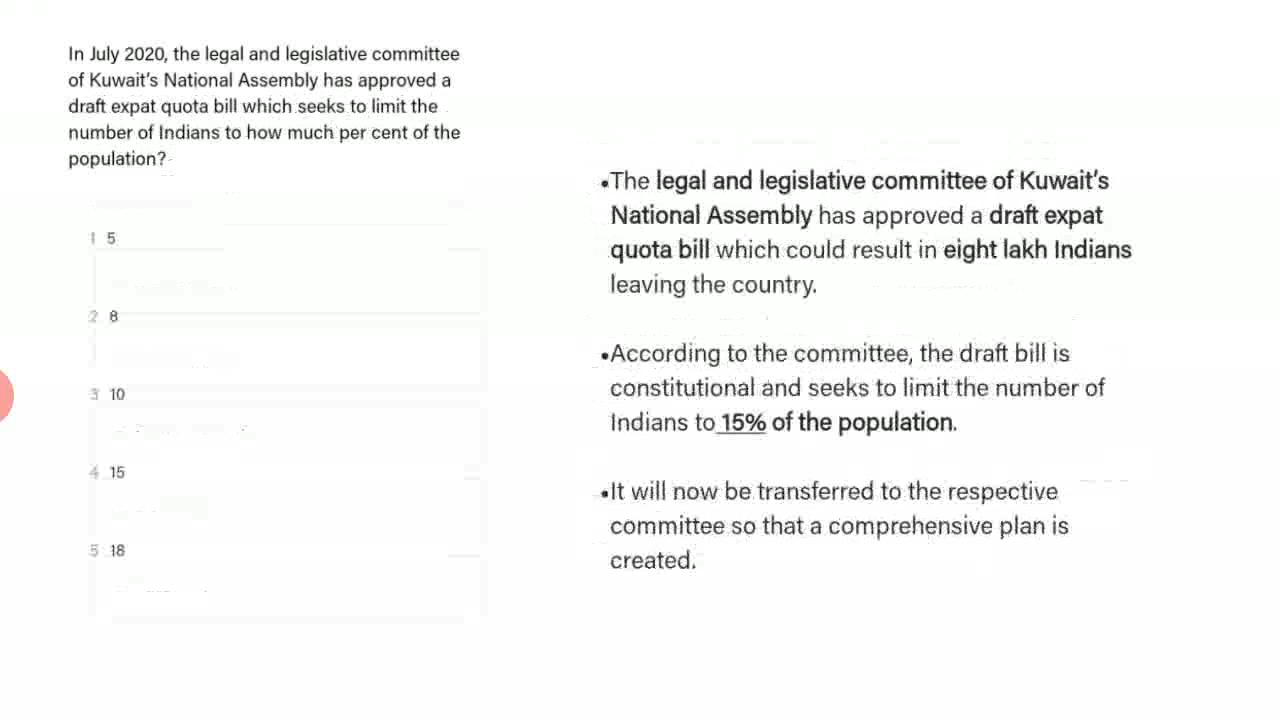 In July 2020, the legal and legislative committee
of Kuwait's National Assembly has approved a
draft expat quota bill which seeks to limit the
number of Indians to how much per cent of the
population?
1 5
2 8
3 10
4 15
5 18
•The legal and legislative committee of Kuwait's
National Assembly has approved a draft expat
quota bill which could result in eight lakh Indians
leaving the country.
•According to the committee, the draft bill is
constitutional and seeks to limit the number of
Indians to 15% of the population.
•It will now be transferred to the respective
committee so that a comprehensive plan is
created.